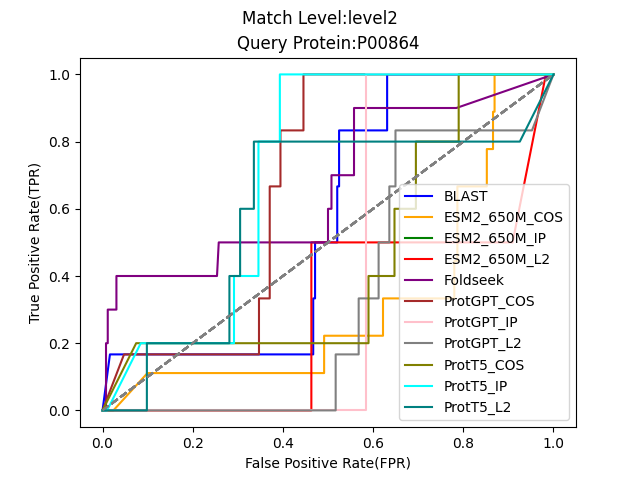 Match Level:level2
Query Protein:P00864
True Positive Rate(TPR)
1.0
0.8
0.6
0.4
0.2
0.0
BLAST
ESM2_650M_COS
ESM2_650M_IP
ESM2_650M_L2
Foldseek
ProtGPT_COS
ProtGPT_IP
ProtGPT_L2
ProtT5_COS
ProtT5_IP
ProtT5_L2
0.0 0.2 0.4 0.6 0.8 1.0
False Positive Rate(FPR)